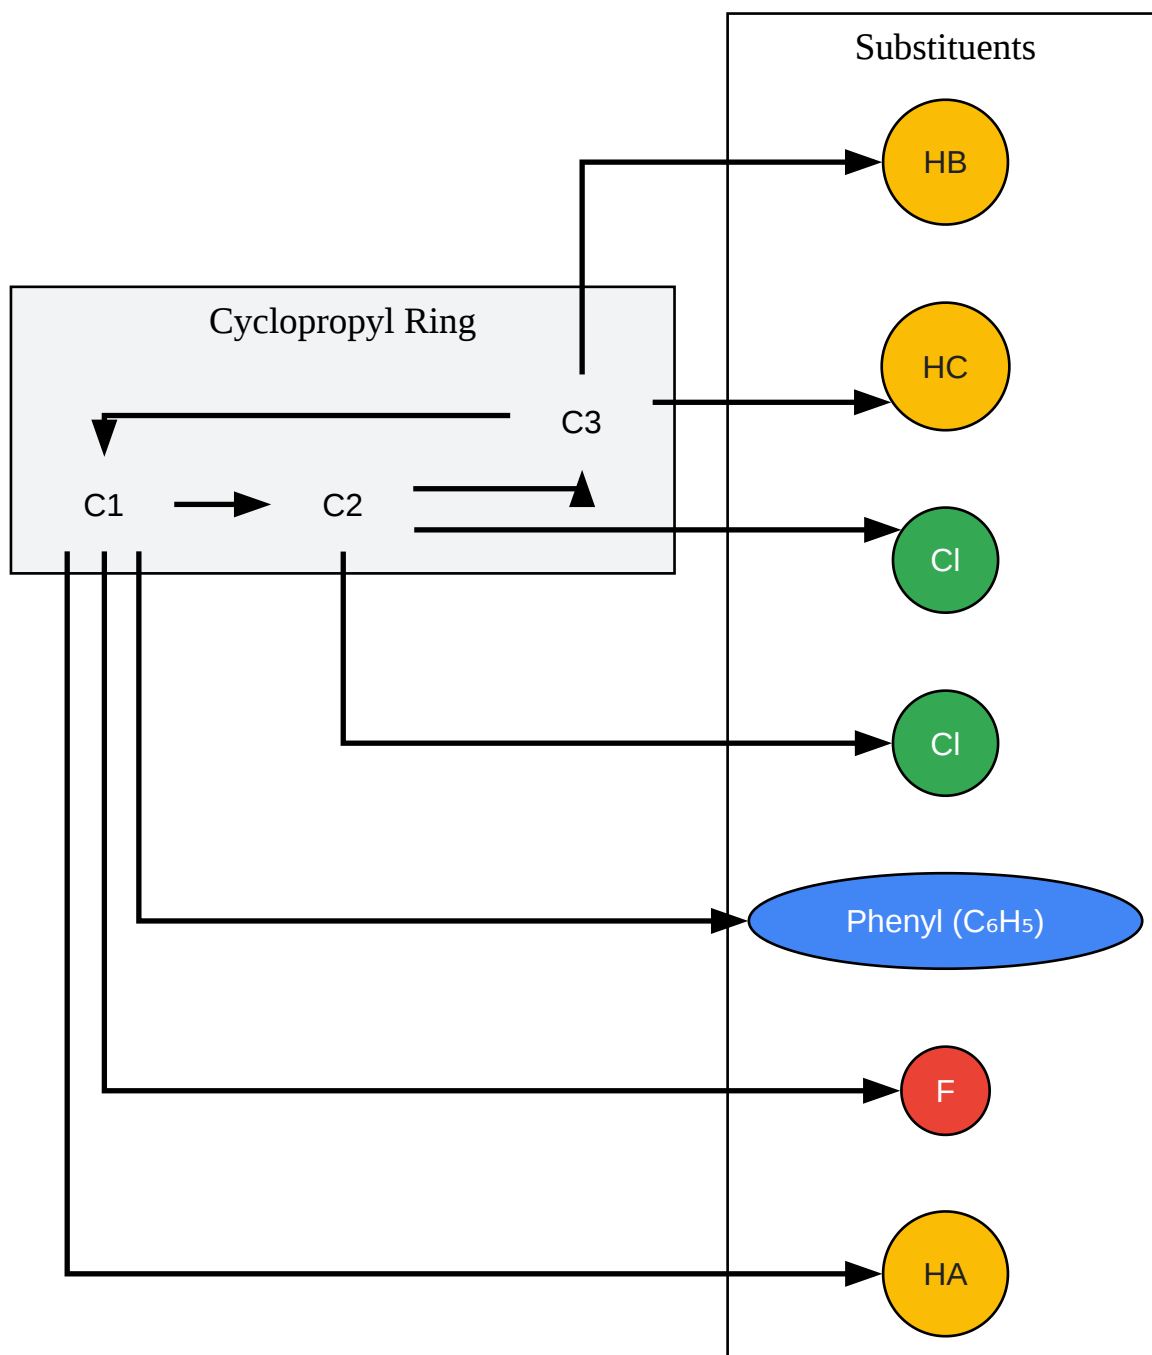 Substituents
HB
Cyclopropyl Ring
HC
C3
C1
C2
Cl
Cl
Phenyl (C₆H₅)
F
HA